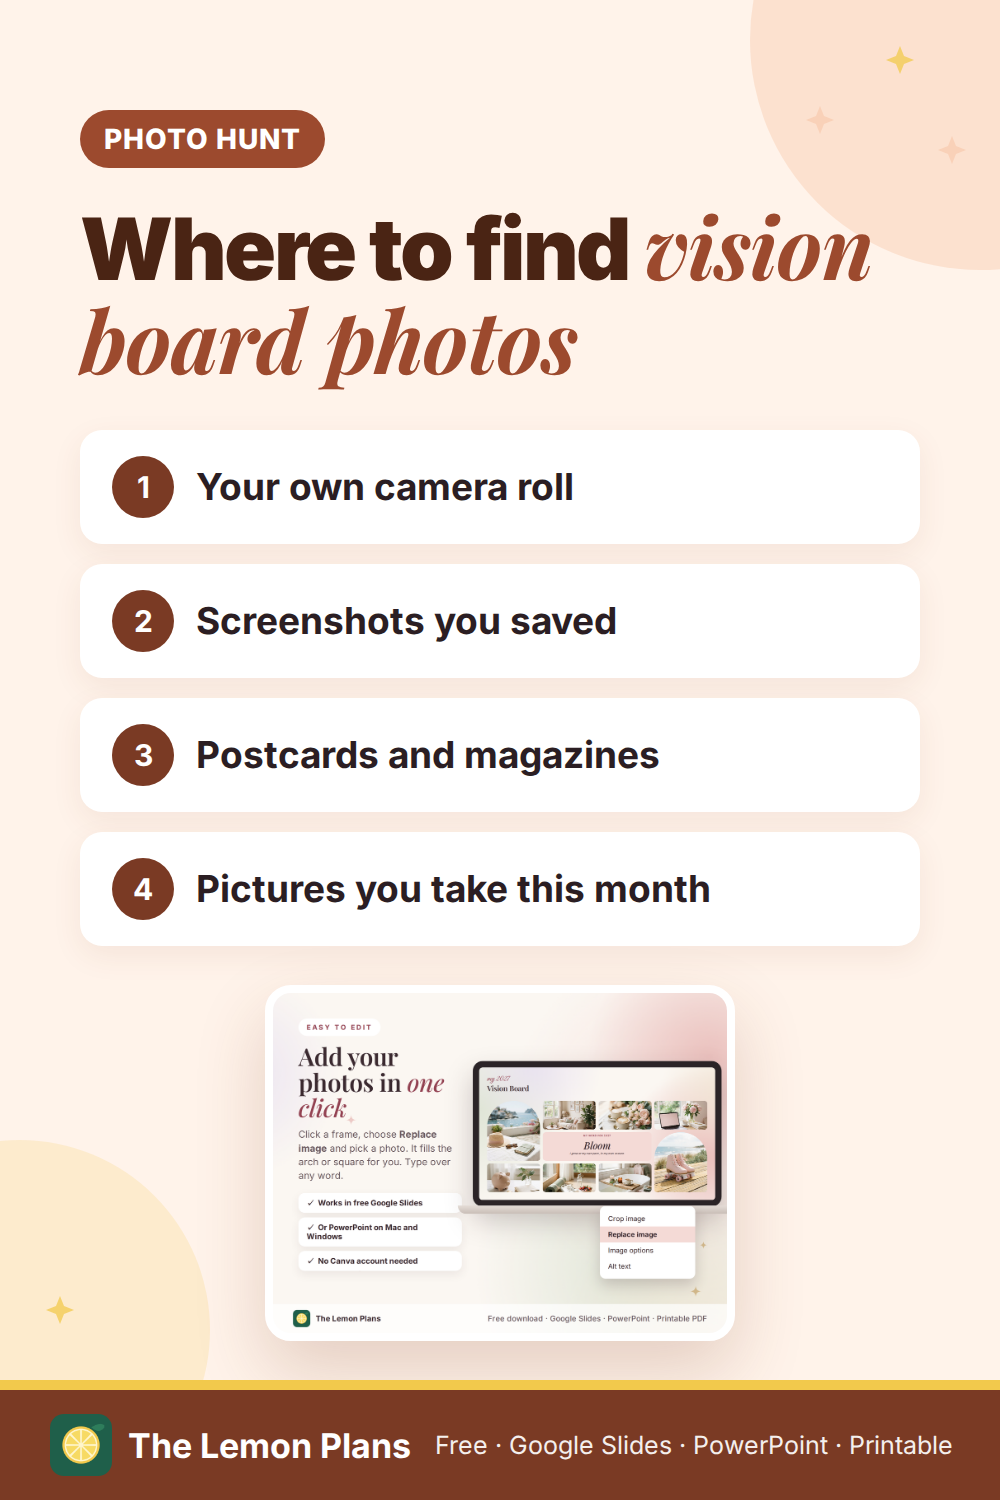 PHOTO HUNT
Where to find vision
board photos
1 Your own camera roll
2 Screenshots you saved
3 Postcards and magazines
4 Pictures you take this month
EASY TO EDIT
Add your
photos in one
click
Click a frame, choose Replace
image and pick a photo. It fills the
arch or square for you. Type over
any word.
✓ Works in free Google Slides
✓ Or PowerPoint on Mac and
Windows
✓ No Canva account needed
my 2027
Vision Board
Bloom
Crop image
Replace image
Image options
Alt text
The Lemon Plans
Free download · Google Slides · PowerPoint · Printable PDF
The Lemon Plans
Free · Google Slides · PowerPoint · Printable